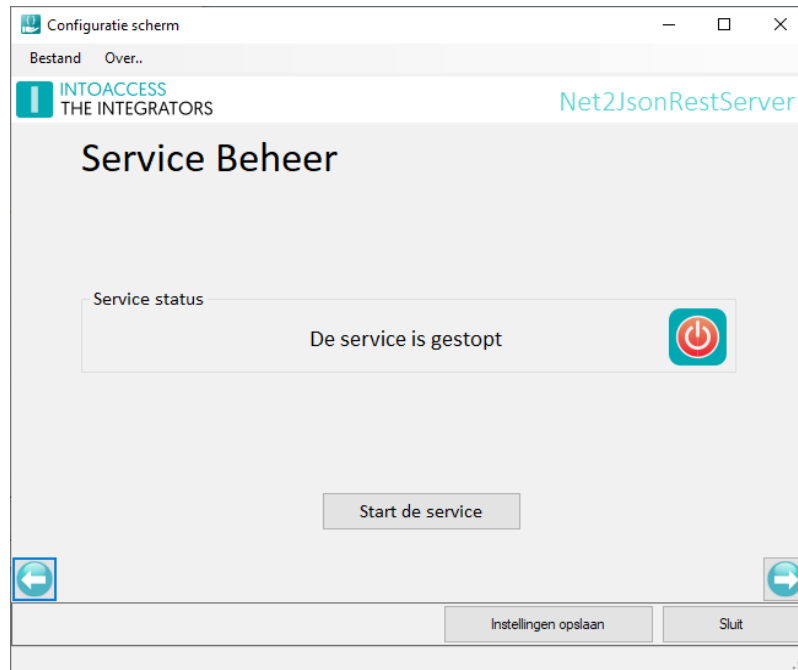 Configuratie scherm
Bestand Over..
INTOACCESS
THE INTEGRATORS
Net2JsonRestServer
Service Beheer
Service status
De service is gestopt
Start de service
Instellingen opslaan
Sluit